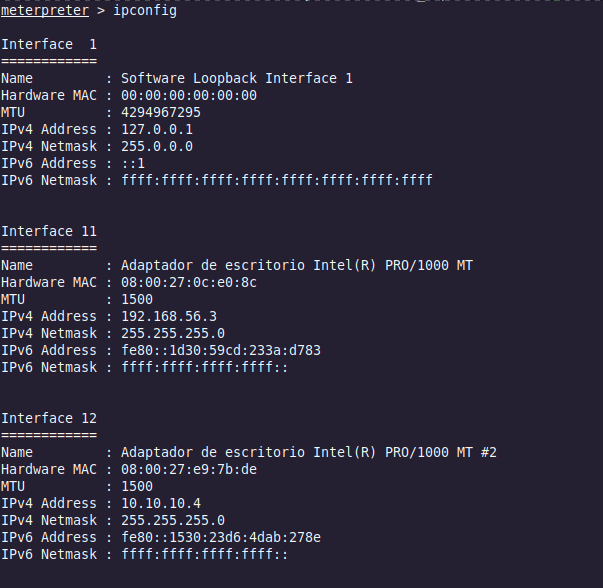 meterpreter > ipconfig
Interface  1
============
Name         : Software Loopback Interface 1
Hardware MAC : 00:00:00:00:00:00
MTU          : 4294967295
IPv4 Address : 127.0.0.1
IPv4 Netmask : 255.0.0.0
IPv6 Address : ::1
IPv6 Netmask : ffff:ffff:ffff:ffff:ffff:ffff:ffff:ffff
Interface 11
============
Name         : Adaptador de escritorio Intel(R) PRO/1000 MT
Hardware MAC : 08:00:27:0c:e0:8c
MTU          : 1500
IPv4 Address : 192.168.56.3
IPv4 Netmask : 255.255.255.0
IPv6 Address : fe80::1d30:59cd:233a:d783
IPv6 Netmask : ffff:ffff:ffff:ffff::
Interface 12
============
Name         : Adaptador de escritorio Intel(R) PRO/1000 MT #2
Hardware MAC : 08:00:27:e9:7b:de
MTU          : 1500
IPv4 Address : 10.10.10.4
IPv4 Netmask : 255.255.255.0
IPv6 Address : fe80::1530:23d6:4dab:278e
IPv6 Netmask : ffff:ffff:ffff:ffff::